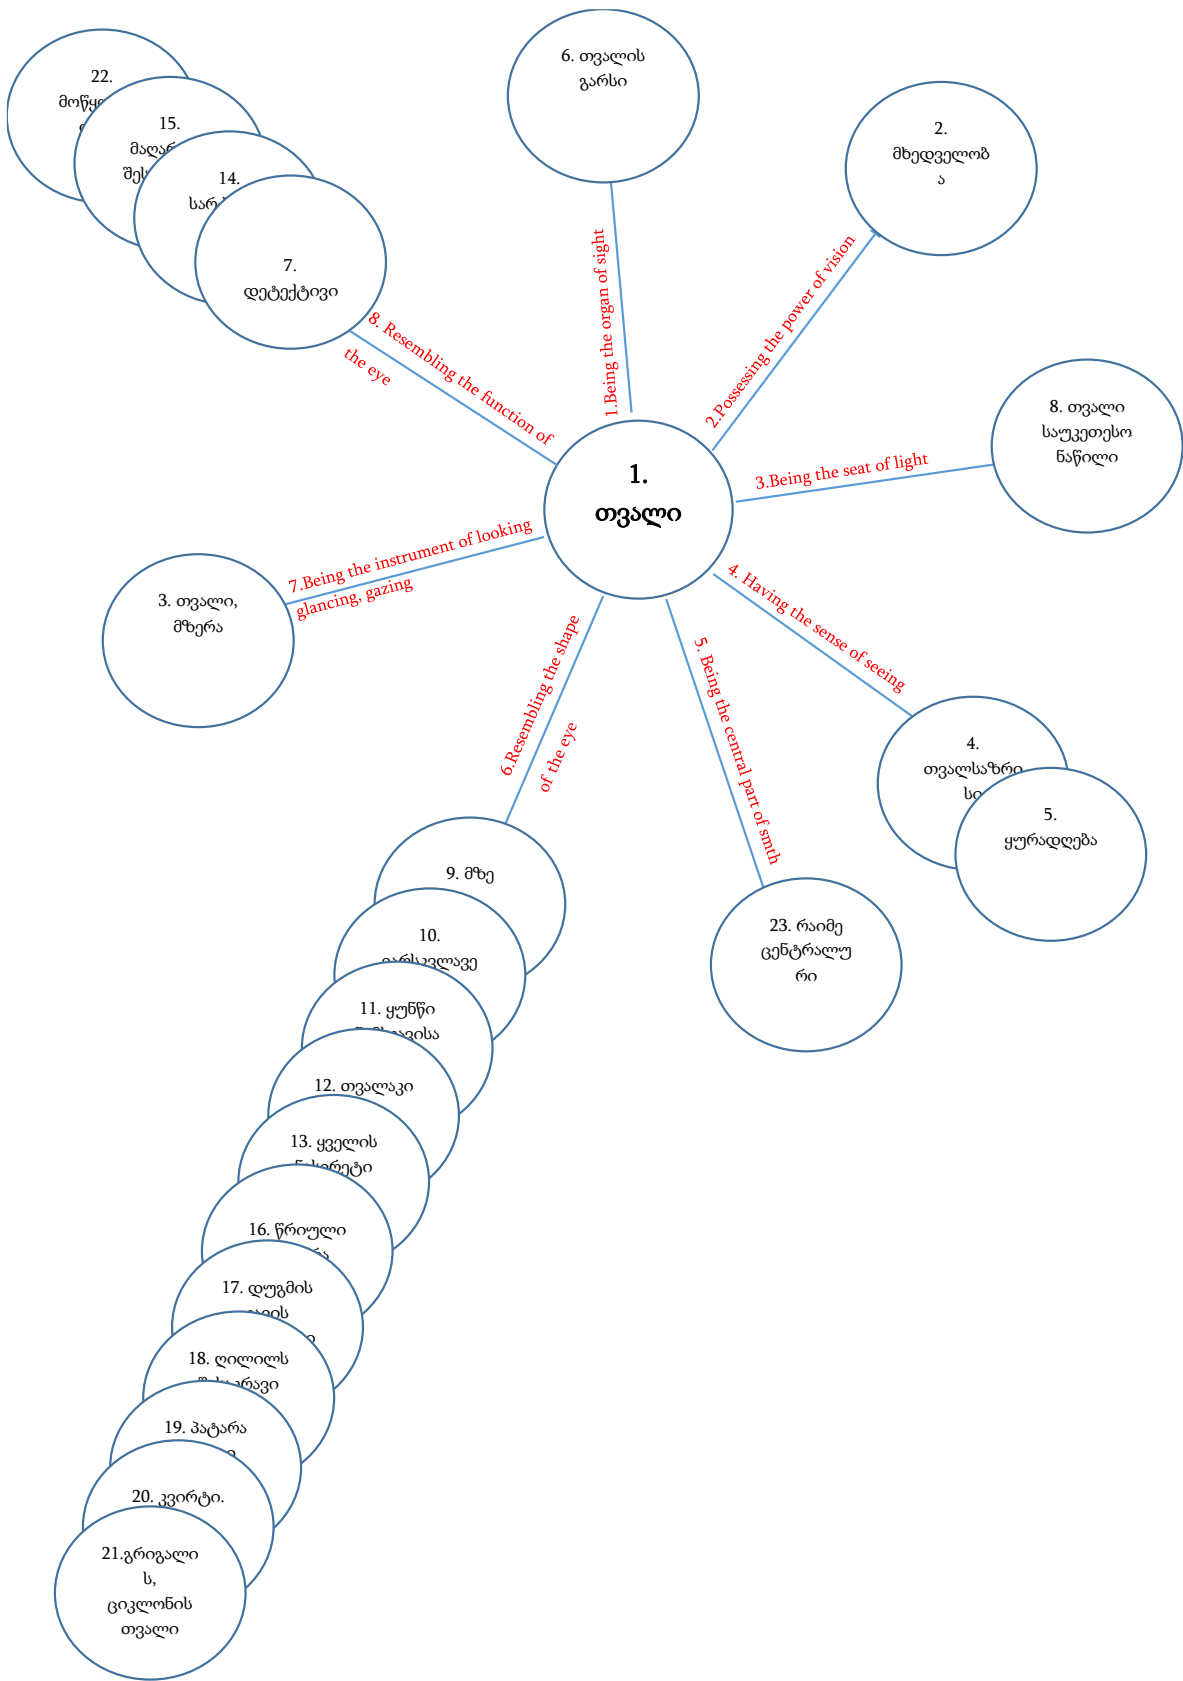 6. თვალის
გარსი
22.
15.
14.
7.
დეტექტივი
2.
მხედველობ
ა
8. თვალი
საუკეთესო
ნაწილი
1.
თვალი
3. თვალი,
მზერა
4.
თვალსაზრი
5.
ყურადღება
23. რაიმე
ცენტრალუ
რი
9. მზე
10.
11. ყუნწი
12. თვალაკი
13. ყველის
16. წრიული
17. დუგმის
18. ღილილს
19. პატარა
20. კვირტი.
21.გრიგალი
ს,
ციკლონის
თვალი
1.Being the organ of sight
2.Possessing the power of vision
3.Being the seat of light
4. Having the sense of seeing
5. Being the central part of smth
6.Resembling the shape
of the eye
7.Being the instrument of looking
glancing, gazing
8. Resembling the function of
the eye